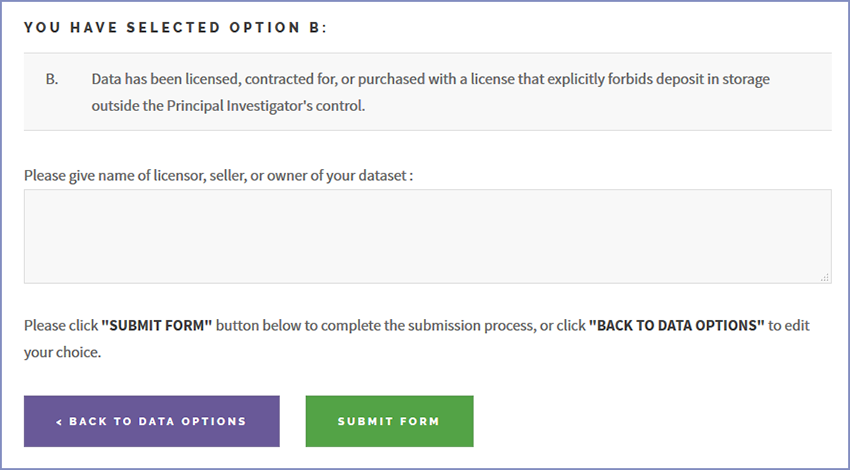 YOU HAVE SELECTED OPTION B:
B. Data has been licensed, contracted for, or purchased with a license that explicitly forbids deposit in storage
outside the Principal Investigator's control.
Please give name of licensor, seller, or owner of your dataset :
Please click "SUBMIT FORM" button below to complete the submission process, or click "BACK TO DATA OPTIONS" to edit
your choice.
< BACK TO DATA OPTIONS
SUBMIT FORM